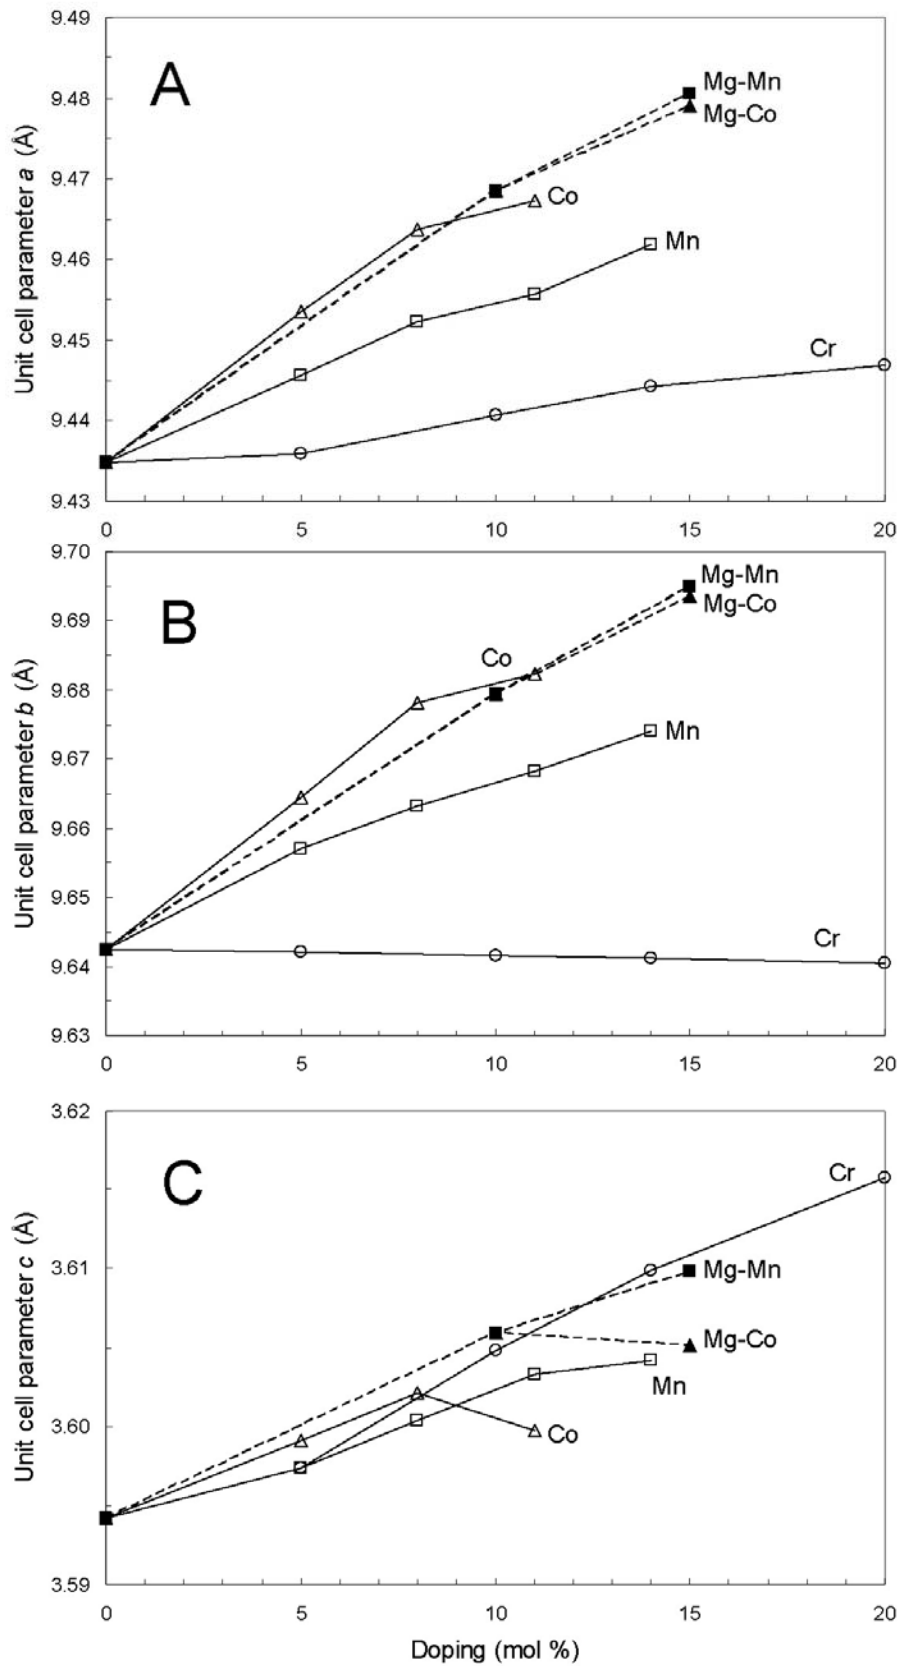 9.49
A
Mg-Mn
9.48
Mg-Co
9.47
Co
9.46
Mn
9.45
Cr
9.44
9.43
Unit cell parameter a (Å)
0 5 10 15 20
9.70
Mg-Mn
B
9.69
Mg-Co
Co
9.68
Mn
9.67
9.66
9.65
Cr
9.64
9.63
Unit cell parameter b (Å)
0 5 10 15 20
3.62
C
Cr
3.61
Mg-Mn
Mg-Co
Mn
3.60
Co
3.59
Unit cell parameter c (Å)
0 5 10 15 20
Doping (mol %)